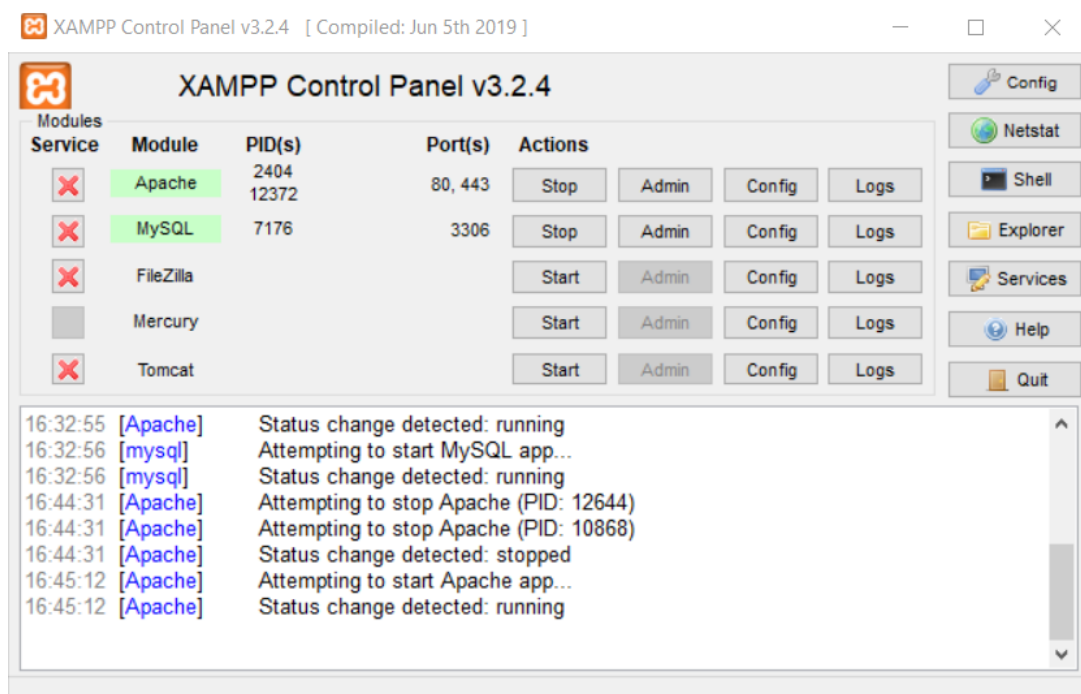 XAMPP Control Panel v3.2.4 [ Compiled: Jun 5th 2019 ]
XAMPP Control Panel v3.2.4
Config
Modules
Netstat
Service Module PID(s) Port(s) Actions
Apache 2404 12372 80, 443 Stop Admin Config Logs
Shell
MySQL 7176 3306 Stop Admin Config Logs
Explorer
FileZilla Start Admin Config Logs
Services
Mercury Start Admin Config Logs
Help
Tomcat Start Admin Config Logs
Quit
16:32:55 [Apache] Status change detected: running
16:32:56 [mysql] Attempting to start MySQL app...
16:32:56 [mysql] Status change detected: running
16:44:31 [Apache] Attempting to stop Apache (PID: 12644)
16:44:31 [Apache] Attempting to stop Apache (PID: 10868)
16:44:31 [Apache] Status change detected: stopped
16:45:12 [Apache] Attempting to start Apache app...
16:45:12 [Apache] Status change detected: running